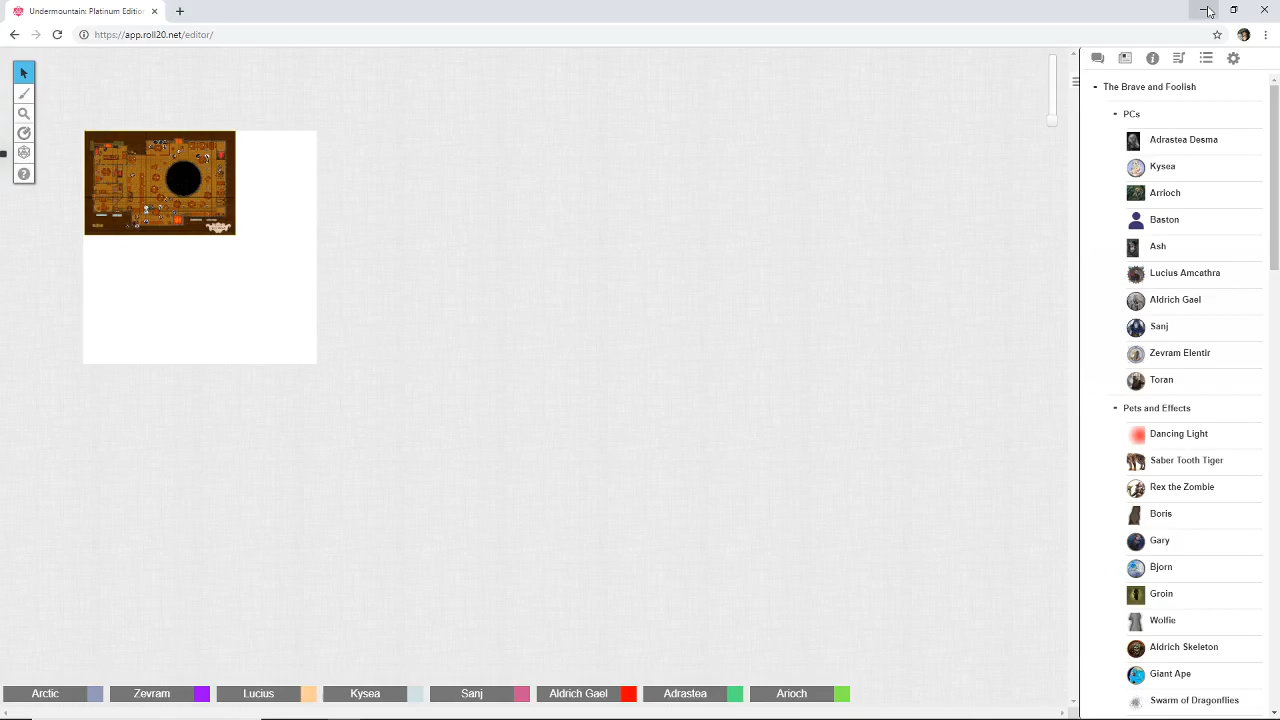 Undermountain: Platinum Edition
https://app.roll20.net/editor/
The Brave and Foolish
PCs
Adrastea Desma
Kysea
Arrioch
Baston
Ash
Lucius Amcathra
Aldrich Gael
Sanj
Zevram Elentir
Toran
Pets and Effects
Dancing Light
Saber Tooth Tiger
Rex the Zombie
Boris
Gary
Bjorn
Groin
Wolfie
Aldrich Skeleton
Giant Ape
Swarm of Dragonflies
Arctic
Zevram
Lucius
Kysea
Sanj
Aldrich Gael
Adrastea
Arioch